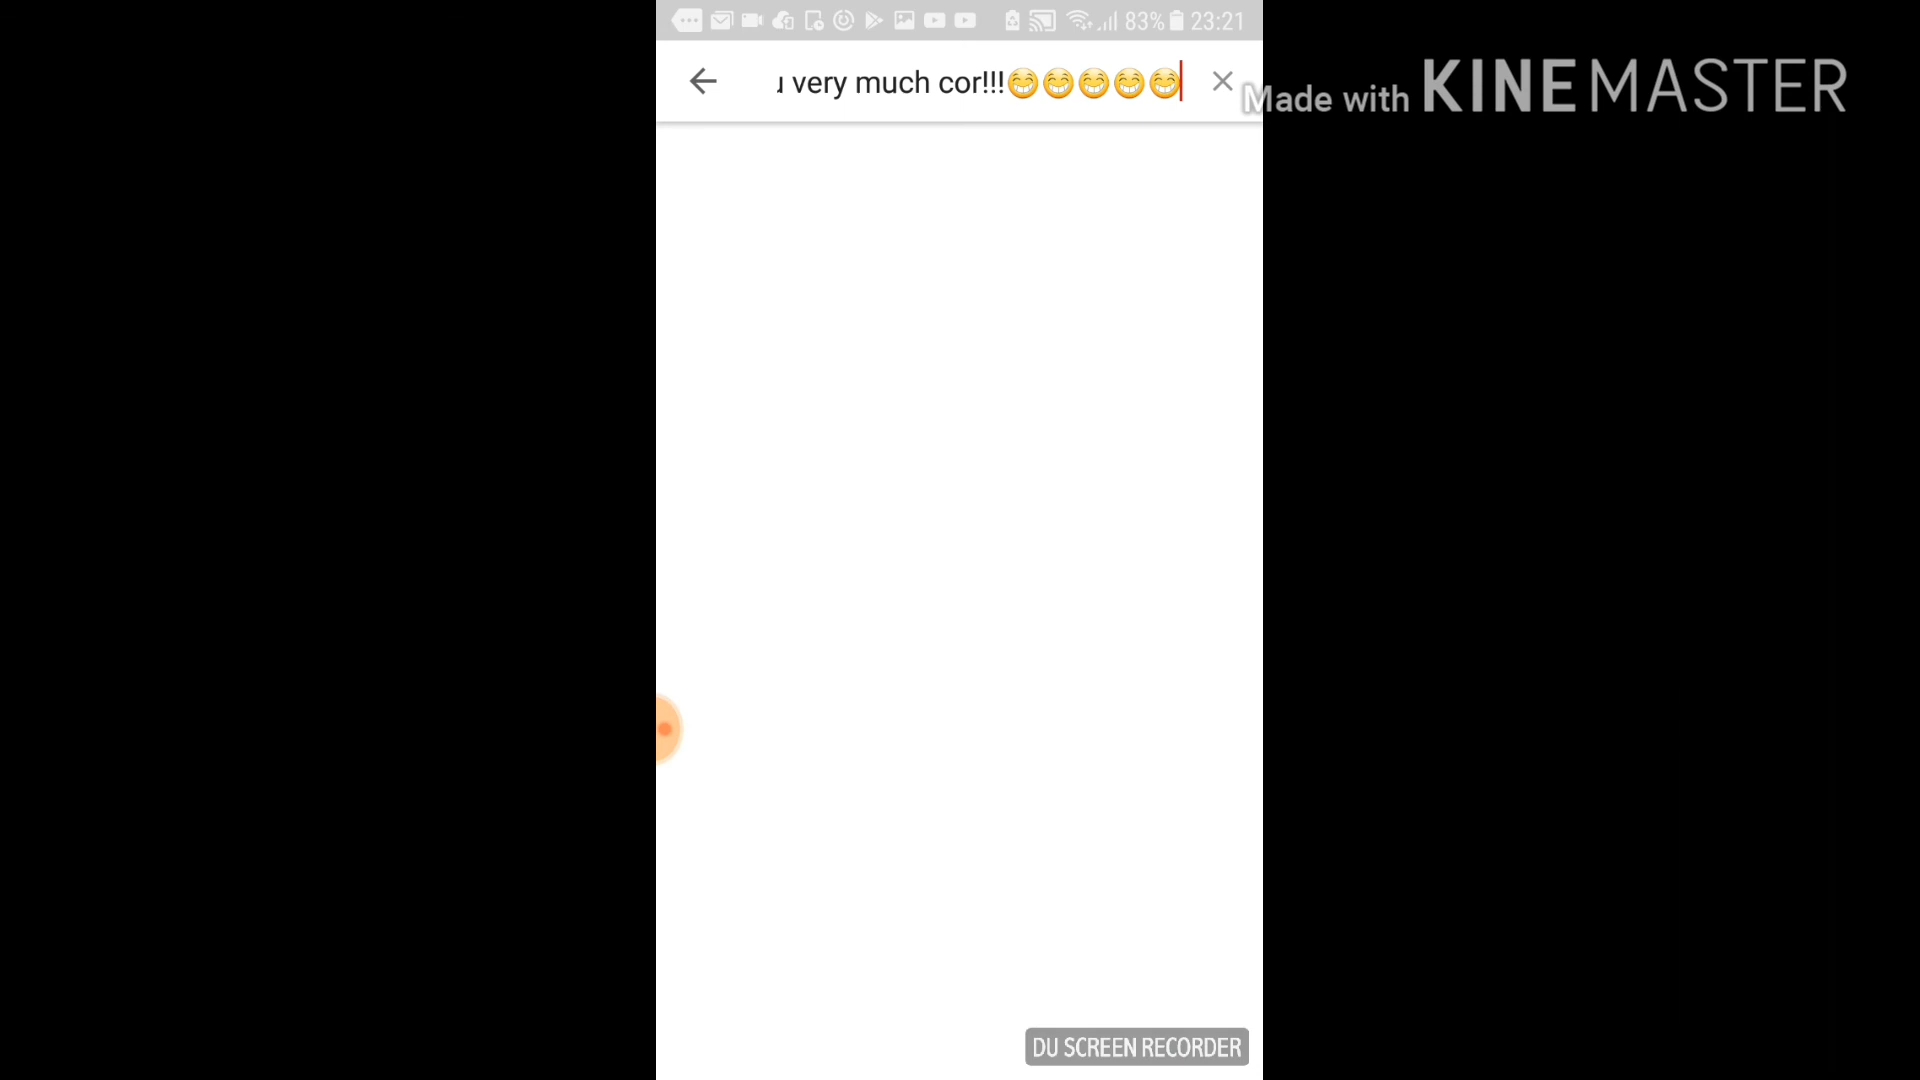 83% 23:21
very much cor!!!😁😁😁😁😁
Made with KINEMASTER
DU SCREEN RECORDER